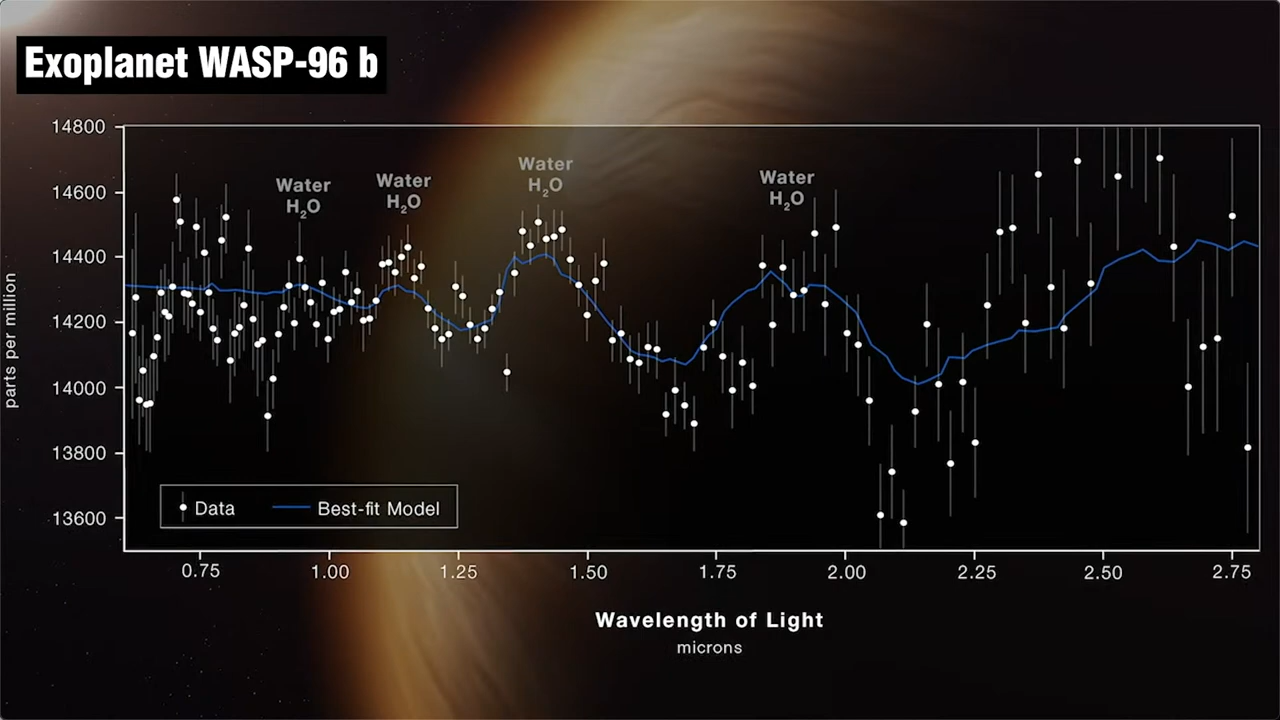 Exoplanet WASP-96 b
14800
14600
14400
14200
14000
13800
13600
parts per million
Water
H₂O
Water
H₂O
Water
H₂O
Water
H₂O
Data
Best-fit Model
0.75 1.00 1.25 1.50 1.75 2.00 2.25 2.50 2.75
Wavelength of Light
microns